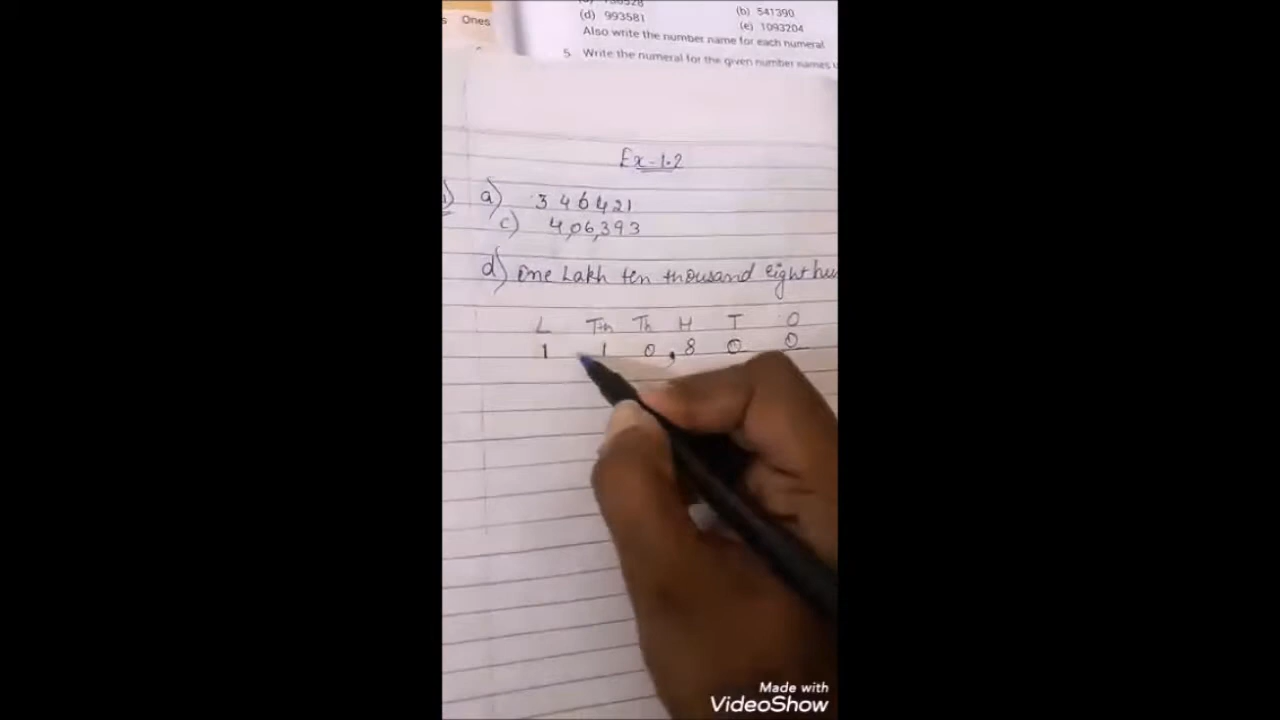 s Ones
(b) 541390
(d) 993581
(e) 1093204
Also write the number name for each numeral
5. Write the numeral for the given number names
Ex-1.2
a) 3 4 6 4 21
c) 4,06,393
d) One Lakh ten thousand eight hu
L Tth Th H T O
1 1 0,8 0 0
Made with
VideoShow